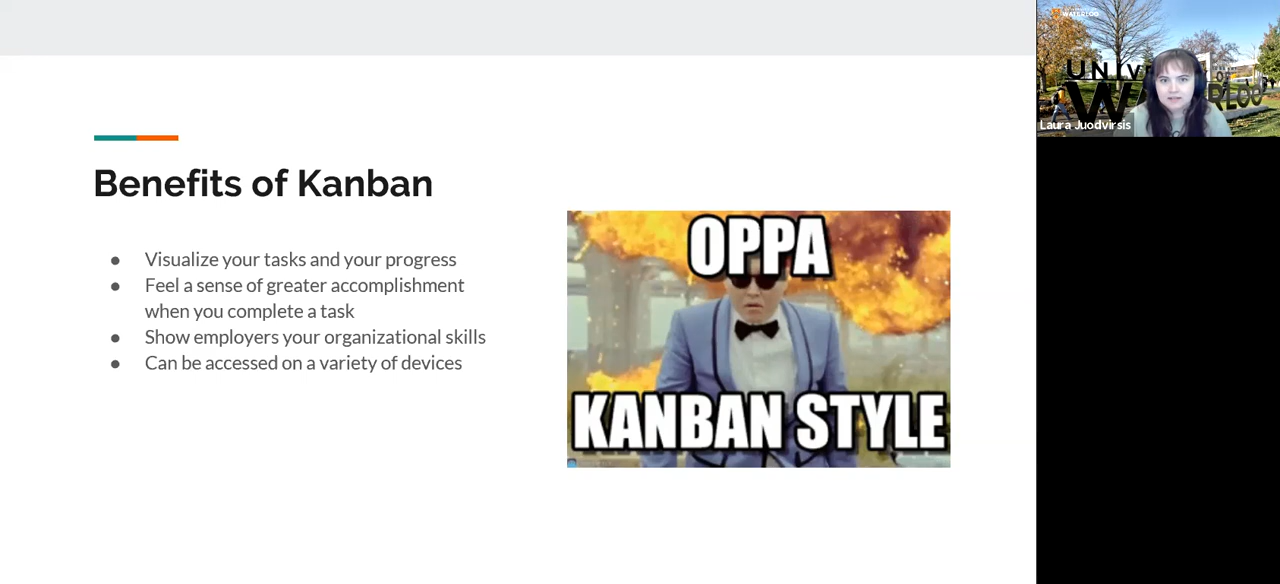 Benefits of Kanban
● Visualize your tasks and your progress
● Feel a sense of greater accomplishment
when you complete a task
● Show employers your organizational skills
● Can be accessed on a variety of devices
OPPA
KANBAN STYLE
WATERLOO
Laura Juodvirsis